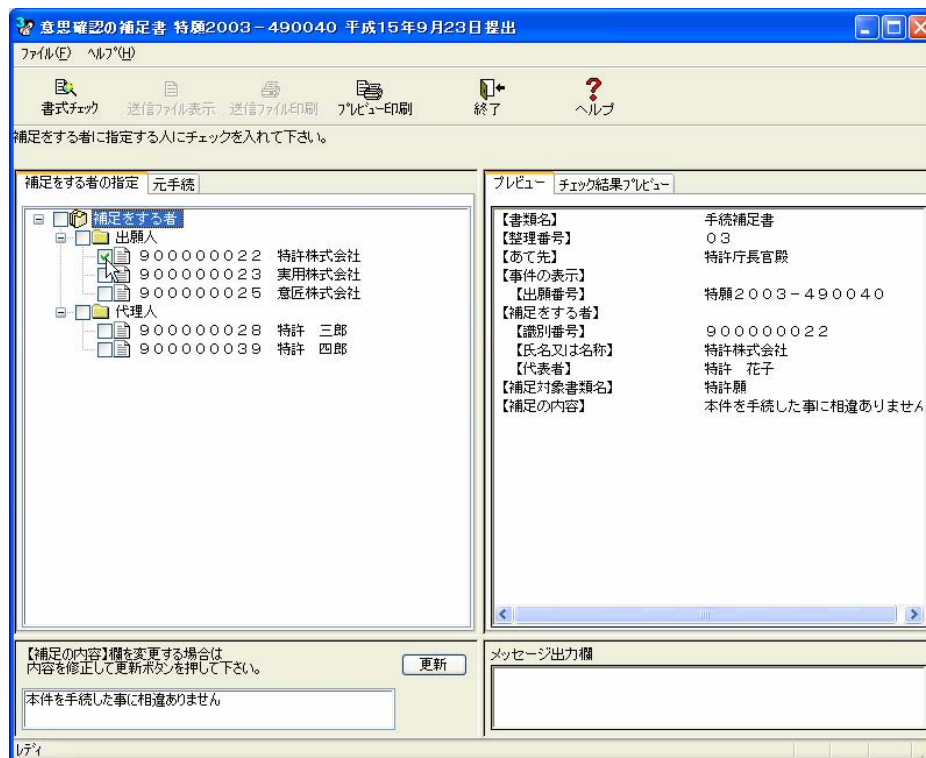 意思確認の補足書 特願2003－490040 平成15年9月23日提出
ファイル(F) ヘルプ(H)
書式チェック 送信ファイル表示 送信ファイル印刷 プレビュー印刷 終了 ヘルプ
補足をする者に指定する人にチェックを入れて下さい。
補足をする者の指定 元手続
補足をする者
出願人
９０００００００２２ 特許株式会社
９０００００００２３ 実用株式会社
９０００００００２５ 意匠株式会社
代理人
９０００００００２８ 特許　三郎
９０００００００３９ 特許　四郎
プレビュー チェック結果プレビュー
【書類名】 手続補足書
【整理番号】 ０３
【あて先】 特許庁長官殿
【事件の表示】
【出願番号】 特願２００３－４９００４０
【補足をする者】
【識別番号】 ９０００００００２２
【氏名又は名称】 特許株式会社
【代表者】 特許　花子
【補足対象書類名】 特許願
【補足の内容】 本件を手続した事に相違ありません
【補足の内容】欄を変更する場合は
内容を修正して更新ボタンを押して下さい。
更新
本件を手続した事に相違ありません
メッセージ出力欄
レディ